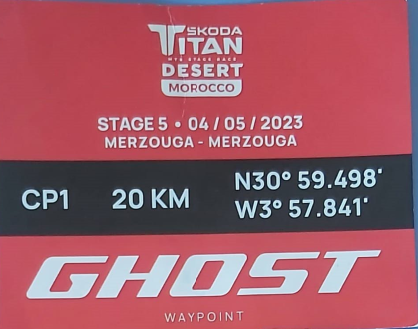 SKODA
TITAN
MTB STAGE RACE
DESERT
MOROCCO
STAGE 5 • 04 / 05 / 2023
MERZOUGA - MERZOUGA
CP1 20 KM N30° 59.498'
W3° 57.841'
GHOST
WAYPOINT